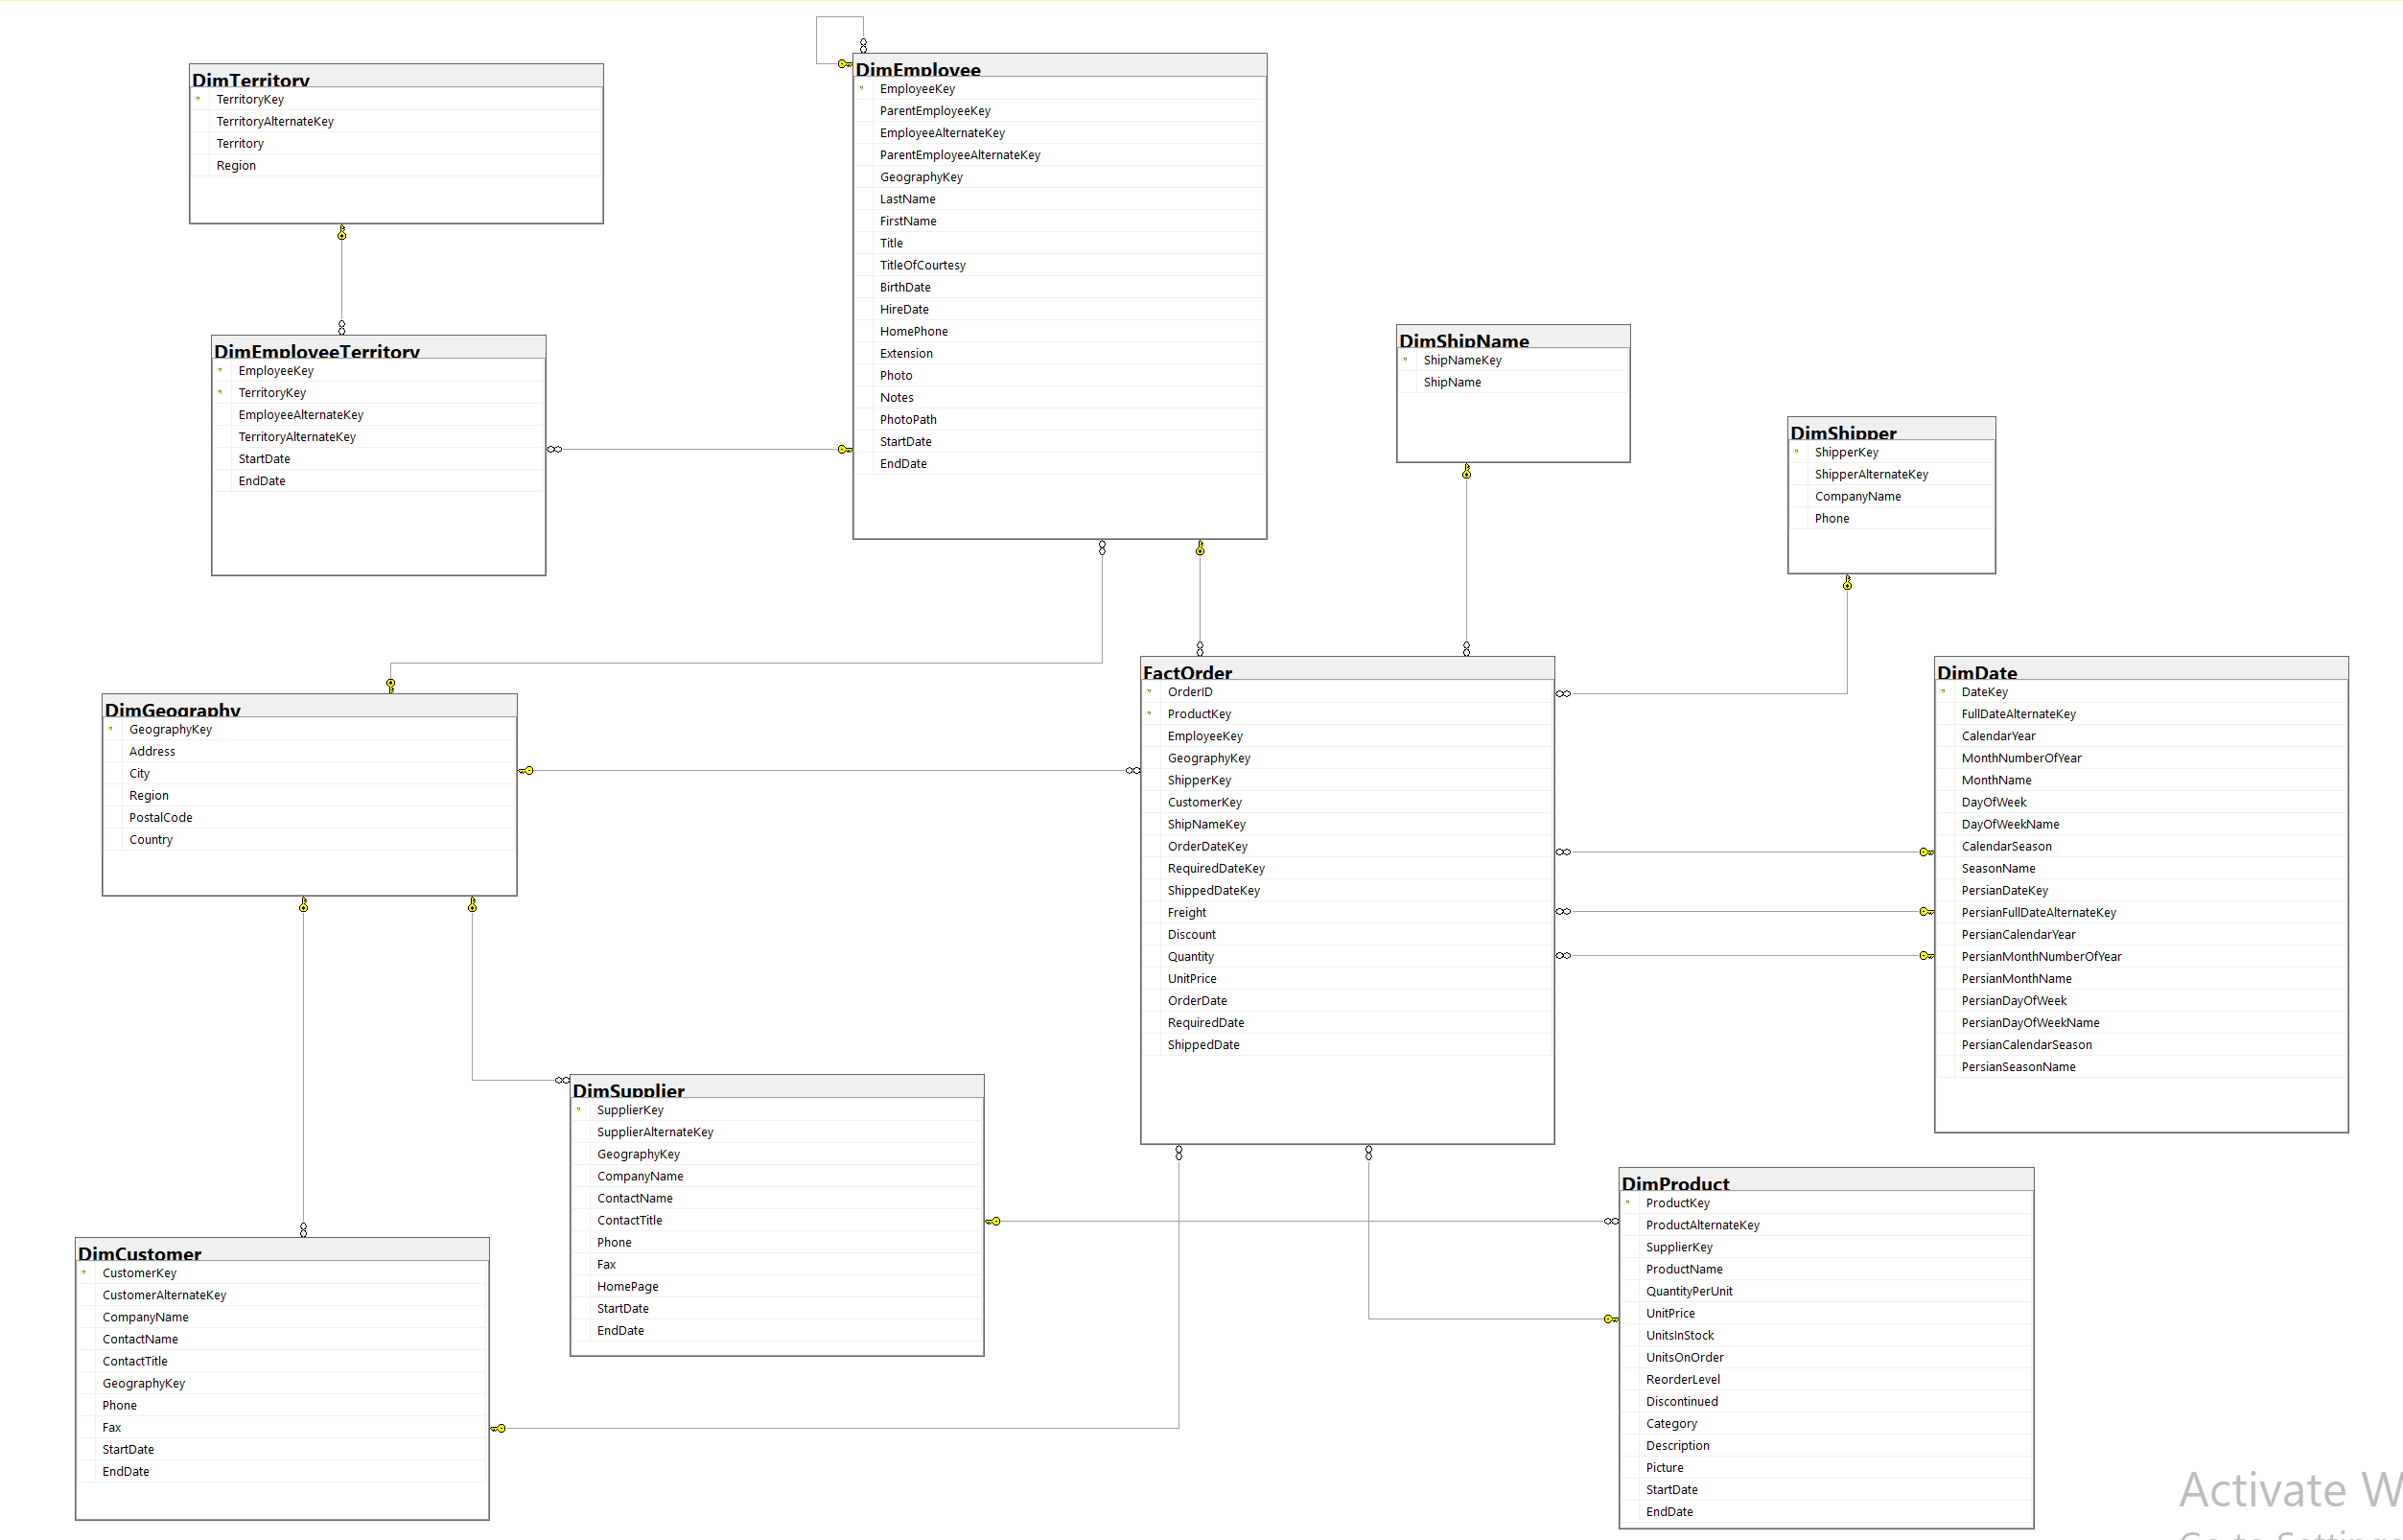 DimTerritory
TerritoryKey
TerritoryAlternateKey
Territory
Region
DimEmployee
EmployeeKey
ParentEmployeeKey
EmployeeAlternateKey
ParentEmployeeAlternateKey
GeographyKey
LastName
FirstName
Title
TitleOfCourtesy
BirthDate
HireDate
HomePhone
Extension
Photo
Notes
PhotoPath
StartDate
EndDate
DimEmployeeTerritory
EmployeeKey
TerritoryKey
EmployeeAlternateKey
TerritoryAlternateKey
StartDate
EndDate
DimShipName
ShipNameKey
ShipName
DimShipper
ShipperKey
ShipperAlternateKey
CompanyName
Phone
DimGeography
GeographyKey
Address
City
Region
PostalCode
Country
FactOrder
OrderID
ProductKey
EmployeeKey
GeographyKey
ShipperKey
CustomerKey
ShipNameKey
OrderDateKey
RequiredDateKey
ShippedDateKey
Freight
Discount
Quantity
UnitPrice
OrderDate
RequiredDate
ShippedDate
DimDate
DateKey
FullDateAlternateKey
CalendarYear
MonthNumberOfYear
MonthName
DayOfWeek
DayOfWeekName
CalendarSeason
SeasonName
PersianDateKey
PersianFullDateAlternateKey
PersianCalendarYear
PersianMonthNumberOfYear
PersianMonthName
PersianDayOfWeek
PersianDayOfWeekName
PersianCalendarSeason
PersianSeasonName
DimSupplier
SupplierKey
SupplierAlternateKey
GeographyKey
CompanyName
ContactName
ContactTitle
Phone
Fax
HomePage
StartDate
EndDate
DimCustomer
CustomerKey
CustomerAlternateKey
CompanyName
ContactName
ContactTitle
GeographyKey
Phone
Fax
StartDate
EndDate
DimProduct
ProductKey
ProductAlternateKey
SupplierKey
ProductName
QuantityPerUnit
UnitPrice
UnitsInStock
UnitsOnOrder
ReorderLevel
Discontinued
Category
Description
Picture
StartDate
EndDate
Activate W